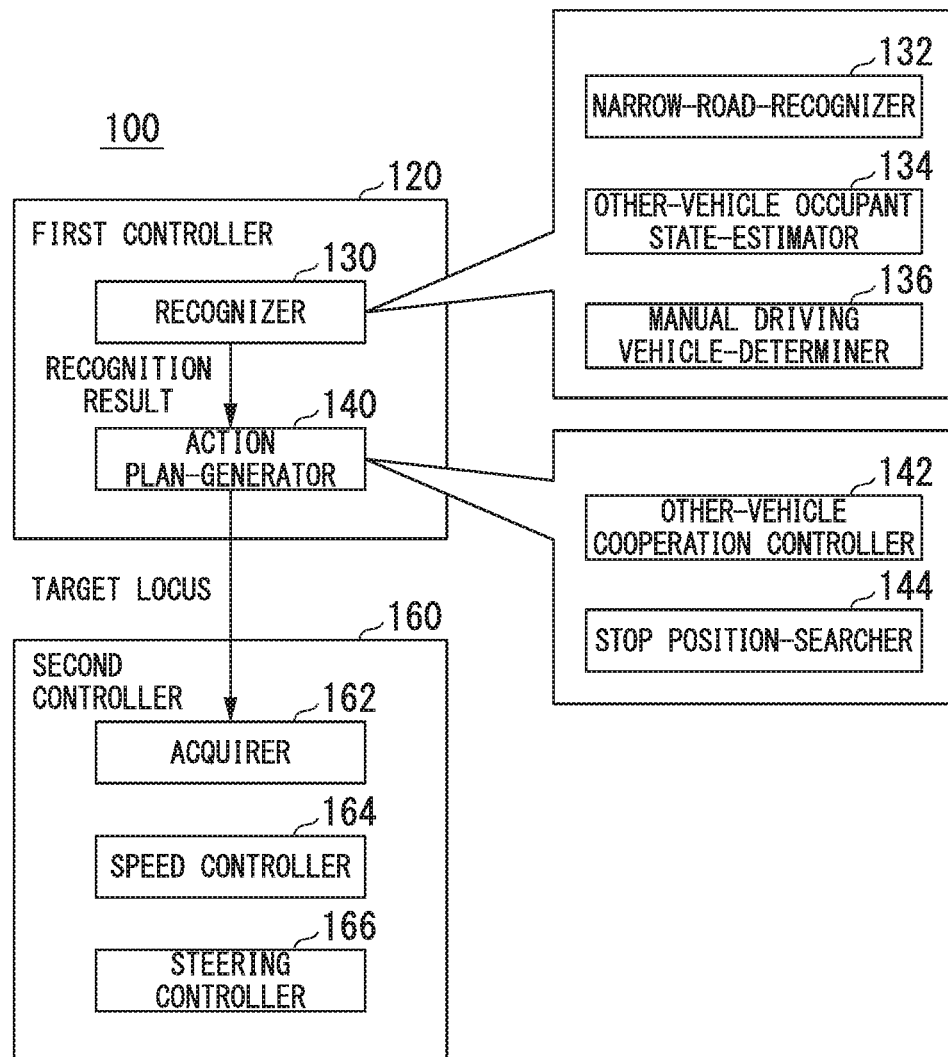 100
120
FIRST CONTROLLER
130
RECOGNIZER
RECOGNITION
RESULT
140
ACTION
PLAN-GENERATOR
TARGET LOCUS
160
SECOND
CONTROLLER
162
ACQUIRER
164
SPEED CONTROLLER
166
STEERING
CONTROLLER
132
NARROW-ROAD-RECOGNIZER
134
OTHER-VEHICLE OCCUPANT
STATE-ESTIMATOR
136
MANUAL DRIVING
VEHICLE-DETERMINER
142
OTHER-VEHICLE
COOPERATION CONTROLLER
144
STOP POSITION-SEARCHER